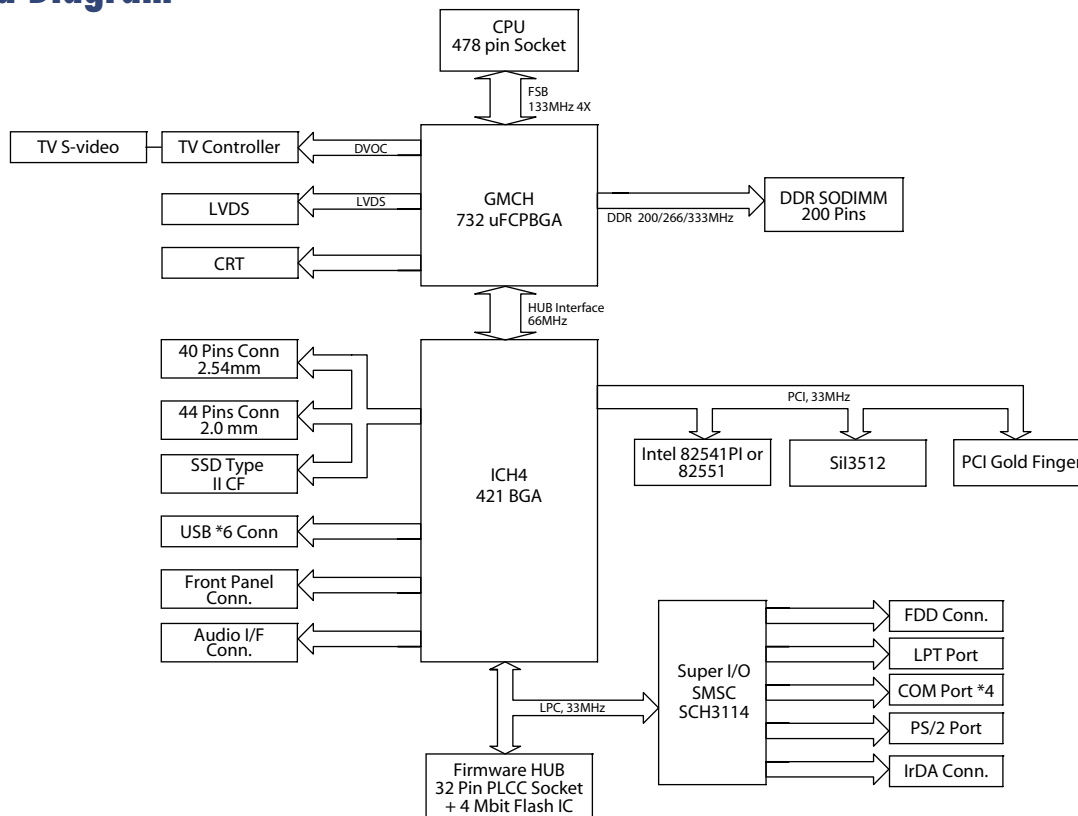 Diagram
CPU
478 pin Socket
FSB
133MHz 4X
TV S-video
TV Controller
DVOC
GMCH
732 uFCPBGA
LVDS
LVDS
DDR 200/266/333MHz
DDR SODIMM
200 Pins
CRT
HUB Interface
66MHz
40 Pins Conn
2.54mm
44 Pins Conn
2.0 mm
SSD Type
II CF
ICH4
421 BGA
PCI, 33MHz
Intel 82541PI or
82551
SiI3512
PCI Gold Finger
USB *6 Conn
Front Panel
Conn.
Audio I/F
Conn.
LPC, 33MHz
Super I/O
SMSC
SCH3114
FDD Conn.
LPT Port
COM Port *4
PS/2 Port
IrDA Conn.
Firmware HUB
32 Pin PLCC Socket
+ 4 Mbit Flash IC